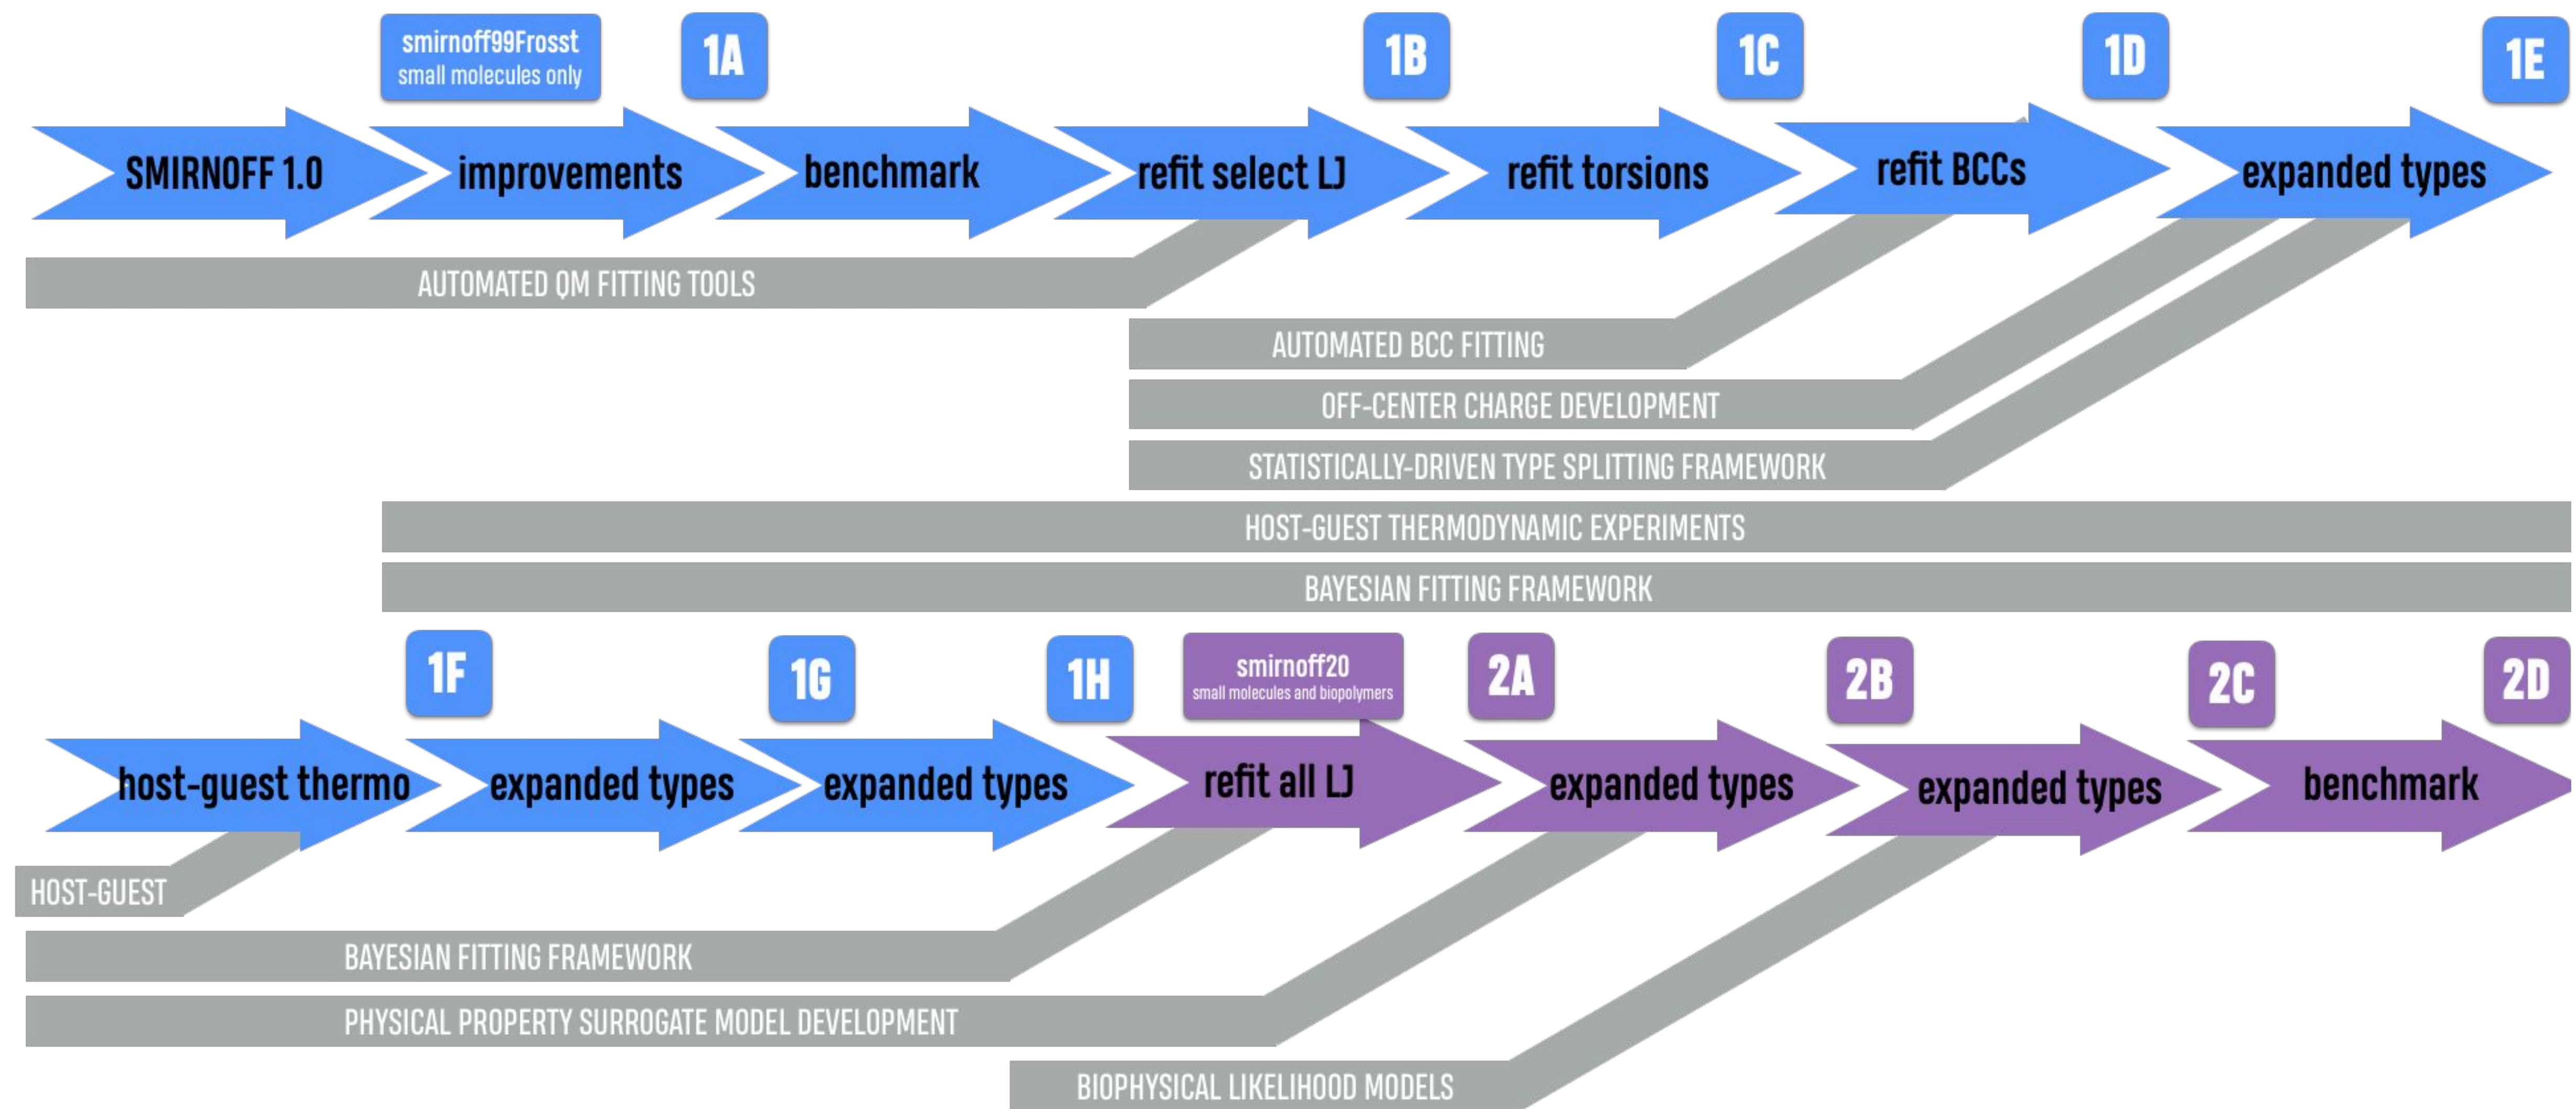 smirnoff99Frosst
small molecules only
1A
1B
1C
1D
1E
SMIRNOFF 1.0
improvements
benchmark
refit select LJ
refit torsions
refit BCCs
expanded types
AUTOMATED QM FITTING TOOLS
AUTOMATED BCC FITTING
OFF-CENTER CHARGE DEVELOPMENT
STATISTICALLY-DRIVEN TYPE SPLITTING FRAMEWORK
HOST-GUEST THERMODYNAMIC EXPERIMENTS
BAYESIAN FITTING FRAMEWORK
1F
1G
1H
smirnoff20
small molecules and biopolymers
2A
2B
2C
2D
host-guest thermo
expanded types
expanded types
refit all LJ
expanded types
expanded types
benchmark
HOST-GUEST
BAYESIAN FITTING FRAMEWORK
PHYSICAL PROPERTY SURROGATE MODEL DEVELOPMENT
BIOPHYSICAL LIKELIHOOD MODELS